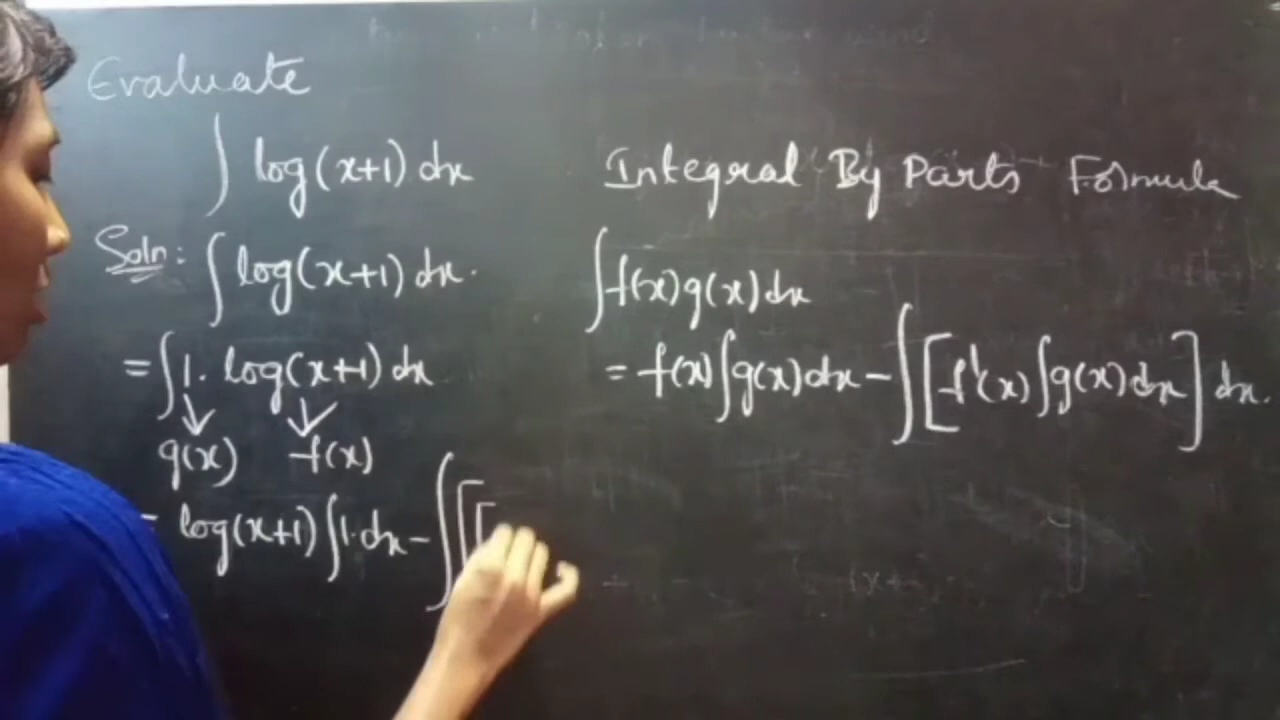 Evaluate
∫ log(x+1) dx
Soln: ∫ log(x+1) dx.
= ∫ 1. log(x+1) dx
g(x) f(x)
= log(x+1) ∫ 1.dx - ∫ [[
Integral By Parts Formula
∫ f(x) g(x) dx
= f(x) ∫ g(x) dx - ∫ [f'(x) ∫ g(x) dx] dx.